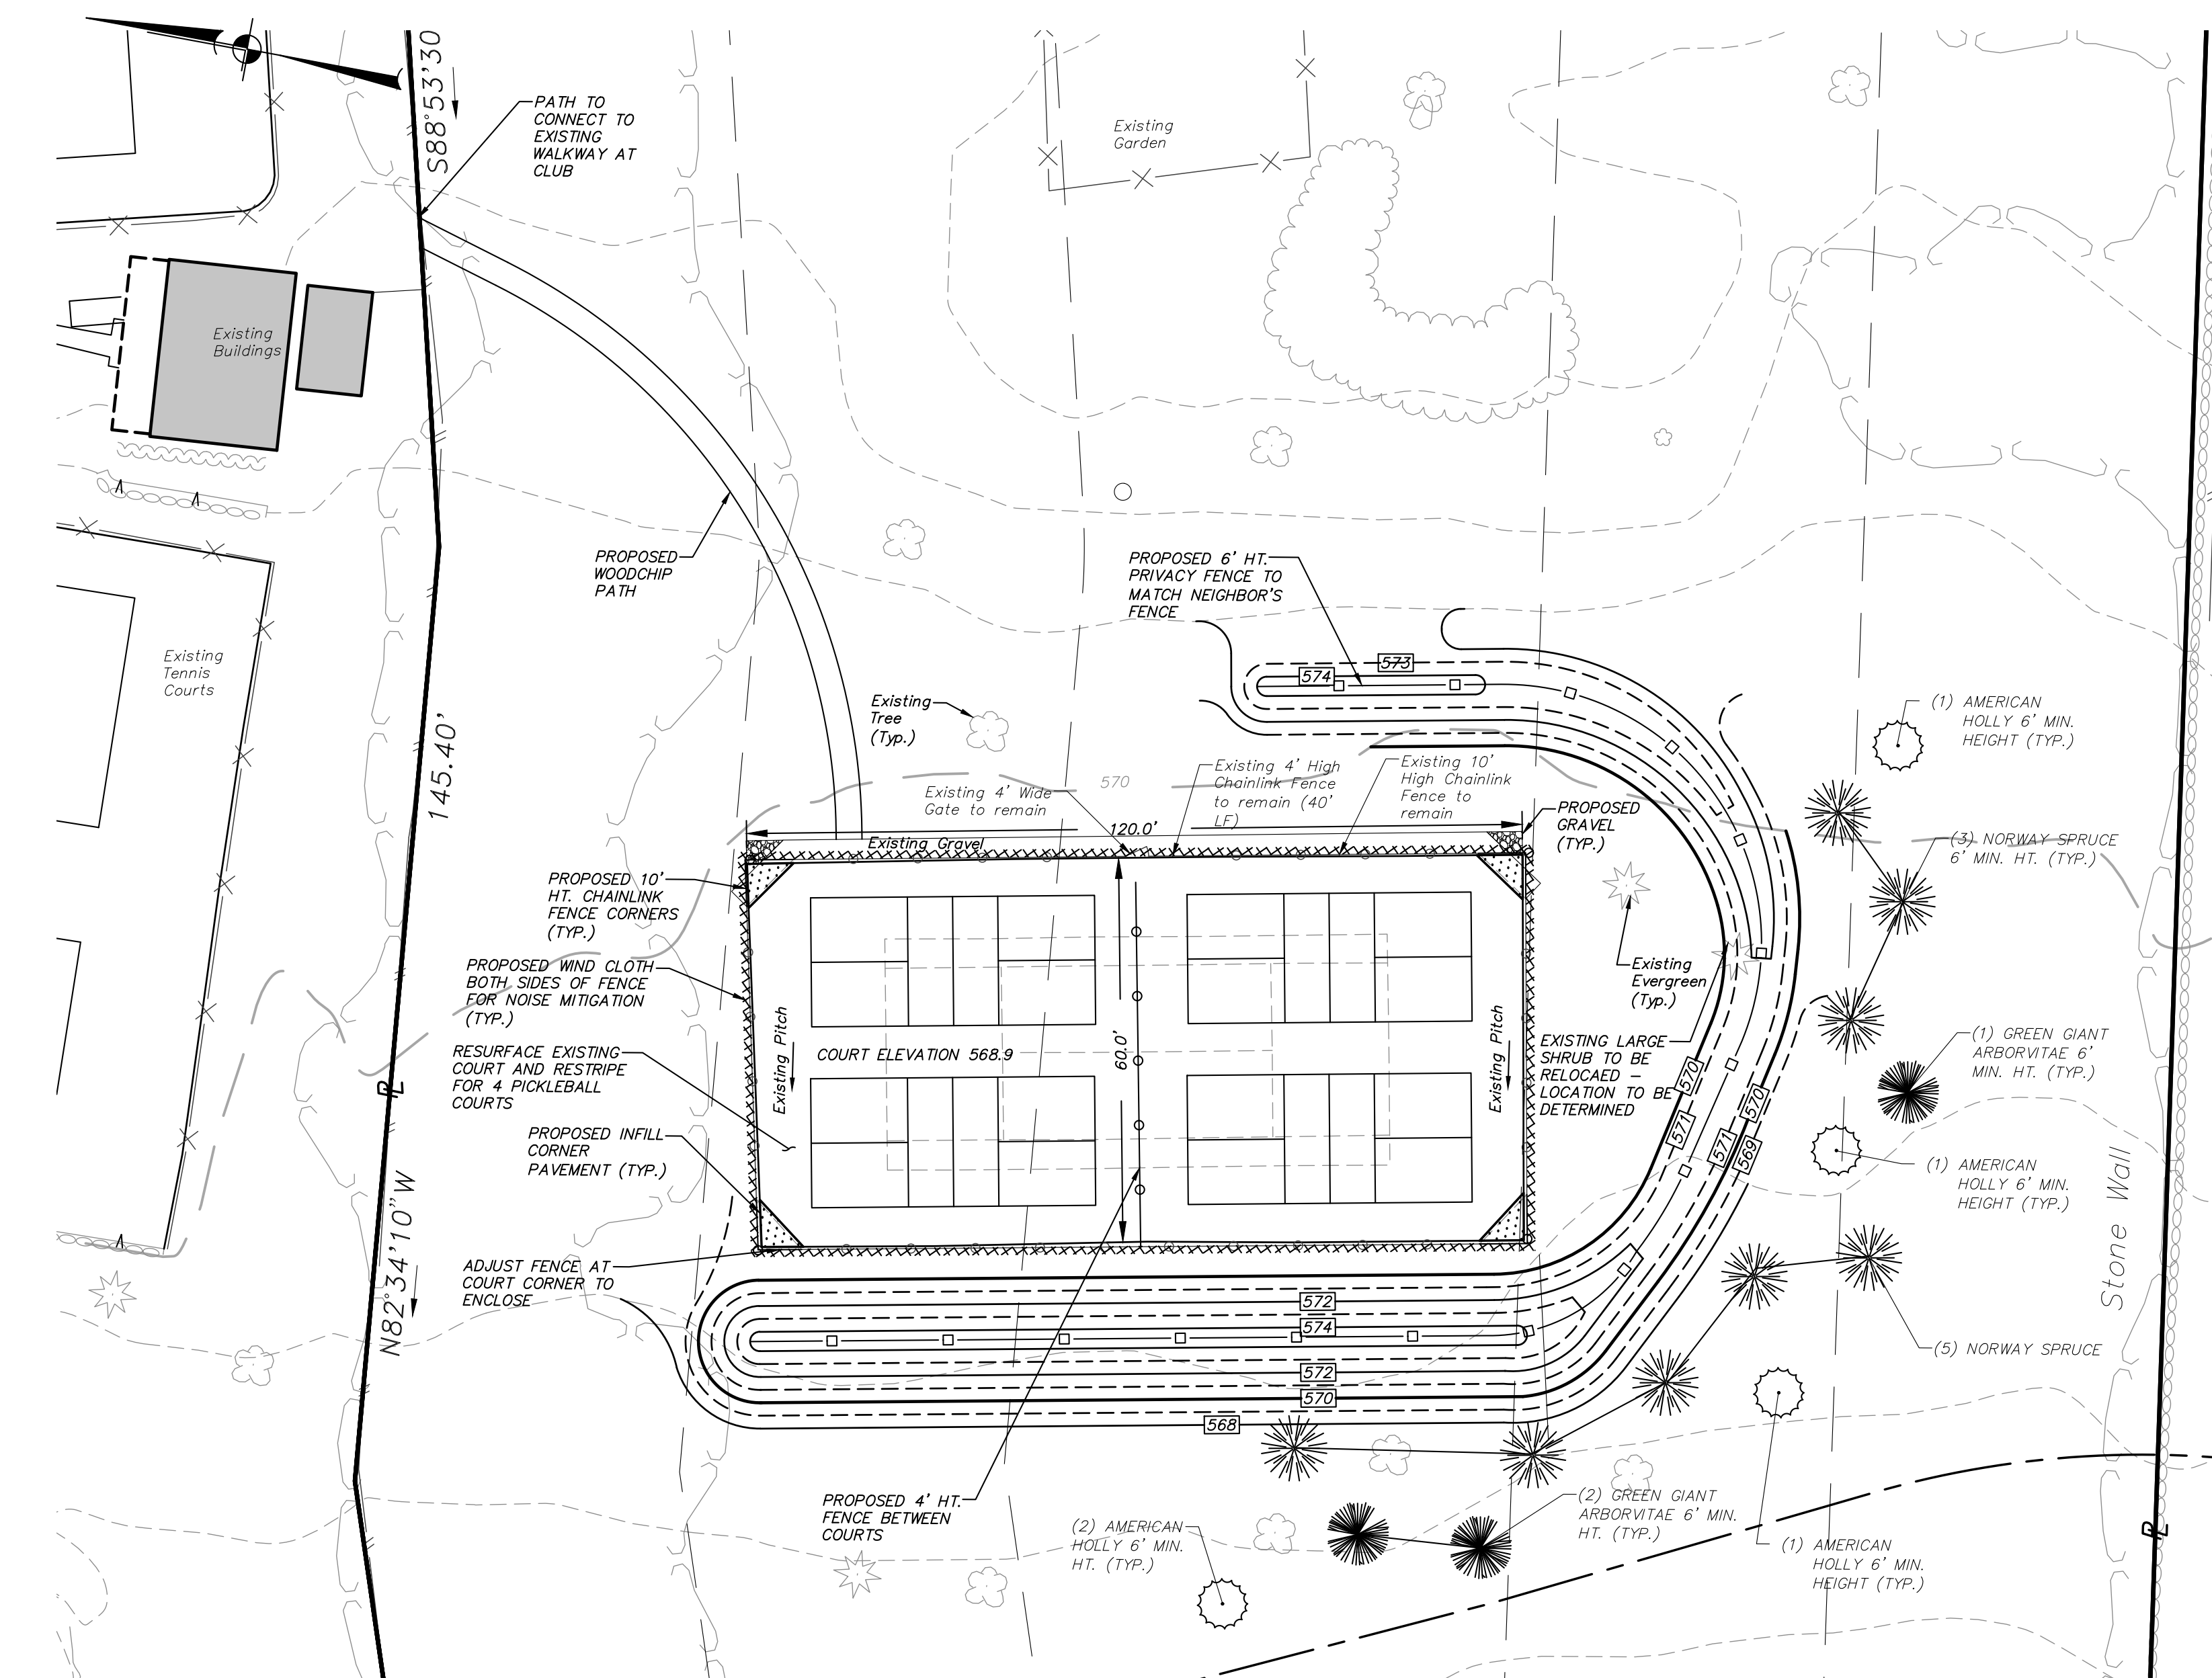 S88°53'30
PATH TO
CONNECT TO
EXISTING
WALKWAY AT
CLUB
Existing
Garden
Existing
Buildings
PROPOSED
WOODCHIP
PATH
PROPOSED 6' HT.
PRIVACY FENCE TO
MATCH NEIGHBOR'S
FENCE
Existing
Tennis
Courts
573
574
Existing
Tree
(Typ.)
(1) AMERICAN
HOLLY 6' MIN.
HEIGHT (TYP.)
145.40'
570
Existing 4' Wide
Gate to remain
Existing 4' High
Chainlink Fence
to remain (40'
LF)
Existing 10'
High Chainlink
Fence to
remain
PROPOSED
GRAVEL
(TYP.)
120.0'
Existing Gravel
(3) NORWAY SPRUCE
6' MIN. HT. (TYP.)
PROPOSED 10'
HT. CHAINLINK
FENCE CORNERS
(TYP.)
PROPOSED WIND CLOTH
BOTH SIDES OF FENCE
FOR NOISE MITIGATION
(TYP.)
Existing
Evergreen
(Typ.)
Existing Pitch
COURT ELEVATION 568.9
60.0'
Existing Pitch
EXISTING LARGE
SHRUB TO BE
RELOCAED –
LOCATION TO BE
DETERMINED
(1) GREEN GIANT
ARBORVITAE 6'
MIN. HT. (TYP.)
RESURFACE EXISTING
COURT AND RESTRIPE
FOR 4 PICKLEBALL
COURTS
570
571
570
571
569
PL
PROPOSED INFILL
CORNER
PAVEMENT (TYP.)
(1) AMERICAN
HOLLY 6' MIN.
HEIGHT (TYP.)
N82°34'10"W
Stone Wall
ADJUST FENCE AT
COURT CORNER TO
ENCLOSE
572
574
572
570
568
(5) NORWAY SPRUCE
PROPOSED 4' HT.
FENCE BETWEEN
COURTS
(2) AMERICAN
HOLLY 6' MIN.
HT. (TYP.)
(2) GREEN GIANT
ARBORVITAE 6' MIN.
HT. (TYP.)
(1) AMERICAN
HOLLY 6' MIN.
HEIGHT (TYP.)
PL